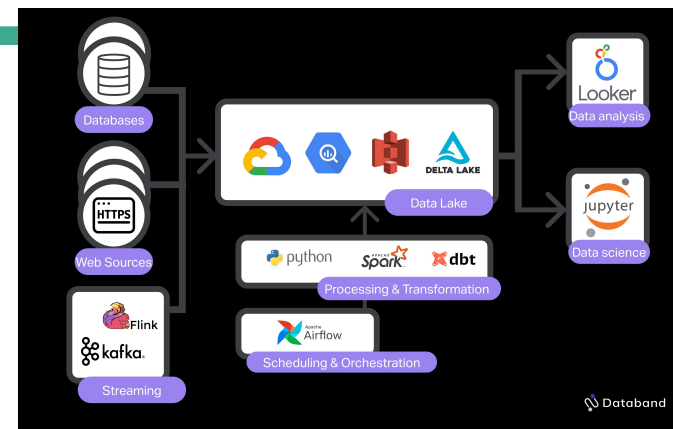 Databases
HTTPS
Web Sources
Flink
kafka.
Streaming
DELTA LAKE
Data Lake
python
APACHE
Spark
dbt
Processing & Transformation
Apache
Airflow
Scheduling & Orchestration
Looker
Data analysis
jupyter
Data science
Databand